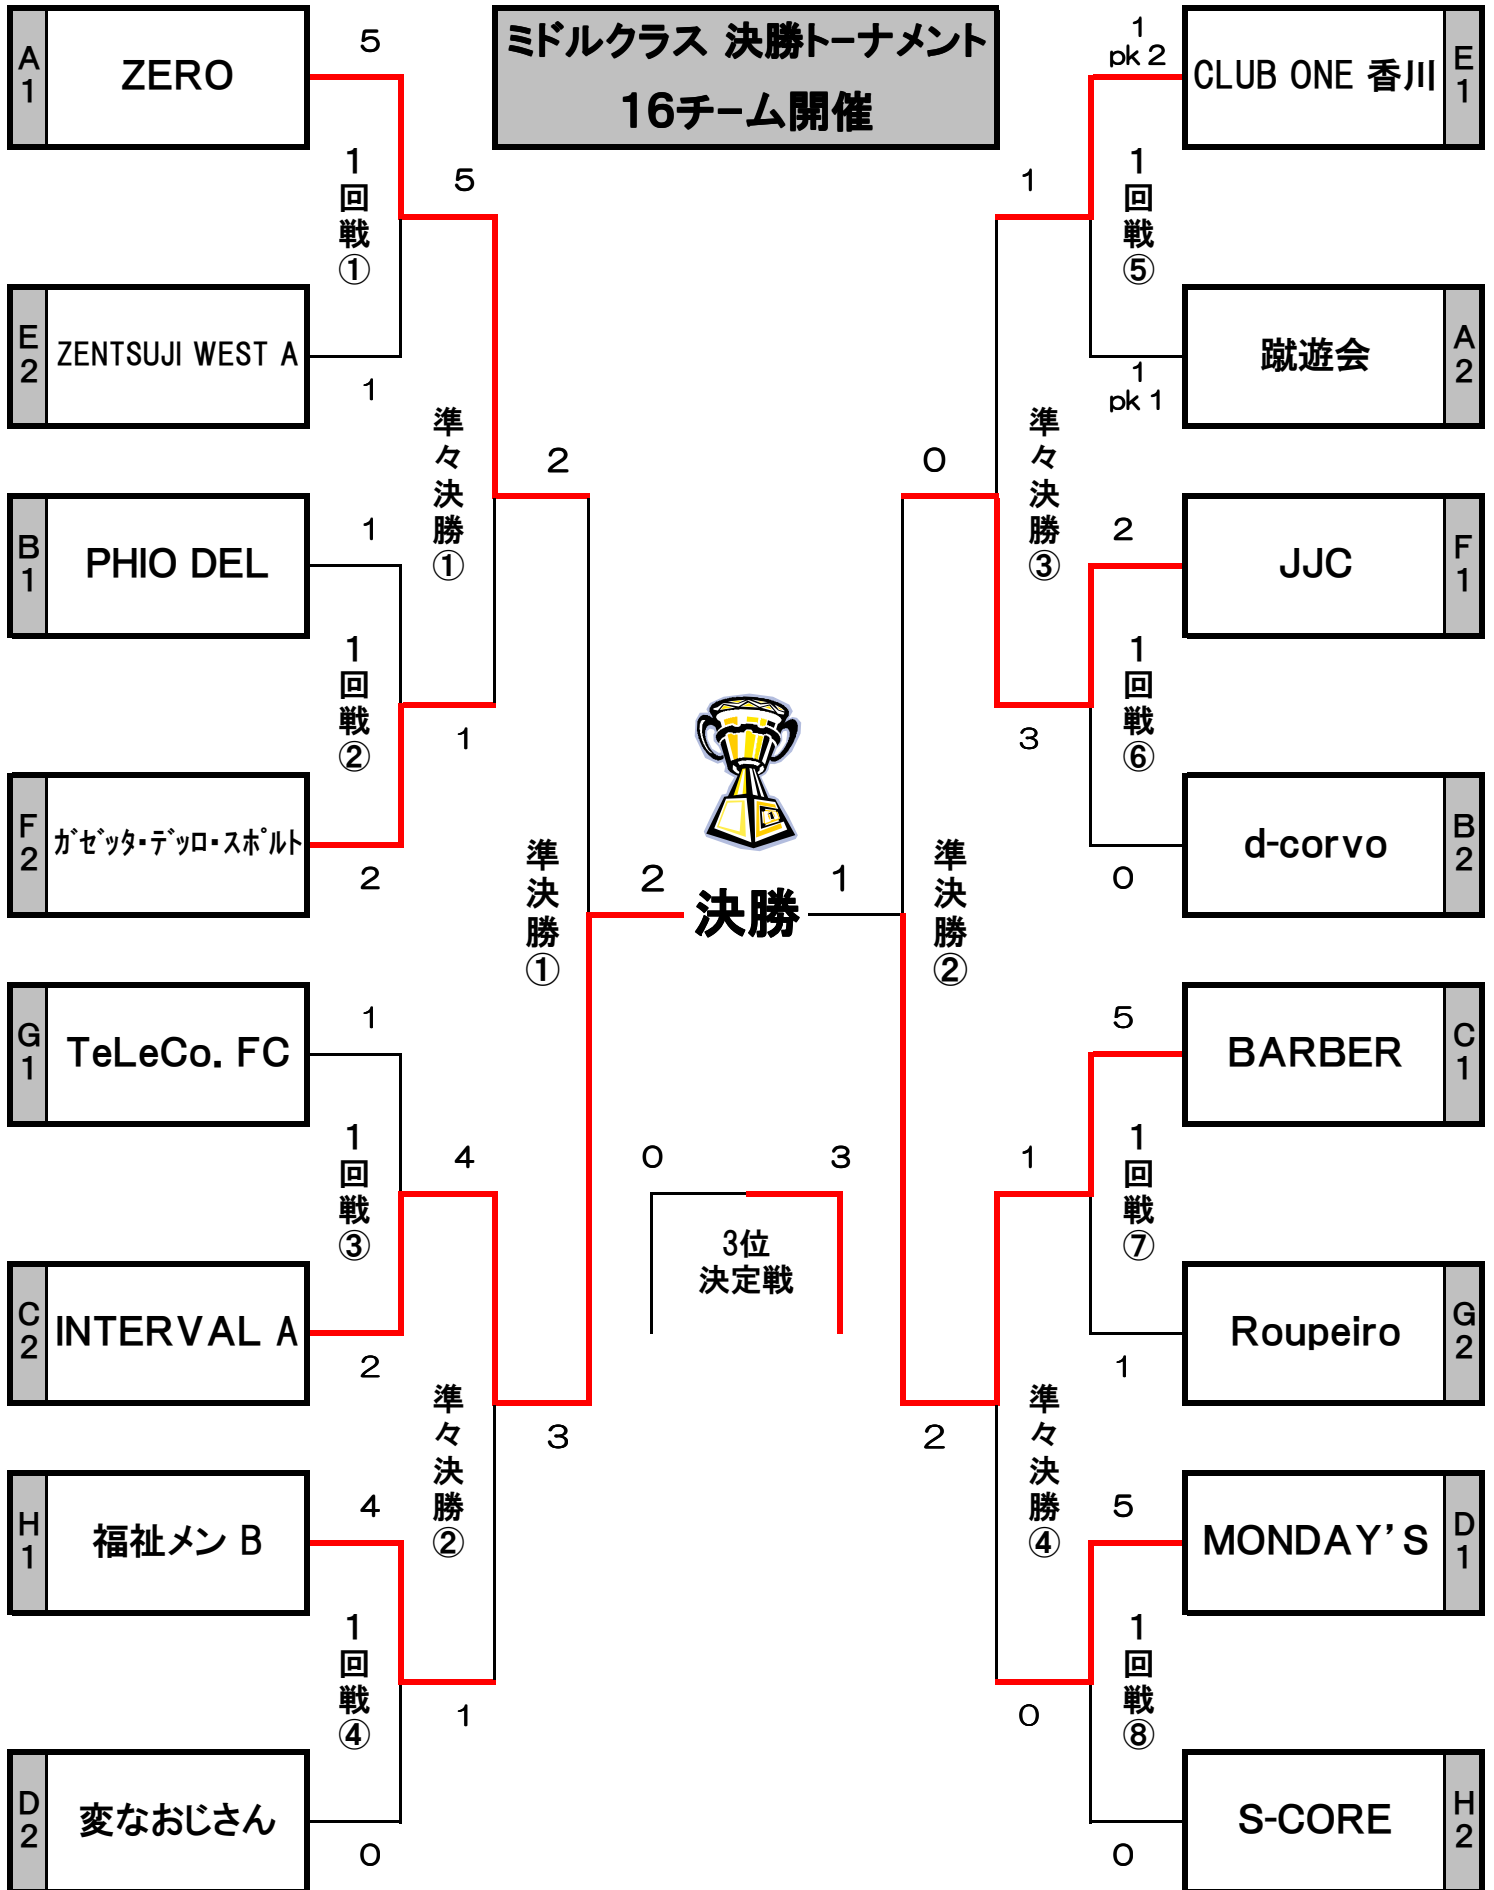 ミドルクラス 決勝トーナメント
16チーム開催
A1
ZERO
5
1回戦①
5
E2
ZENTSUJI WEST A
1
準々決勝①
2
B1
PHIO DEL
1
1回戦②
1
F2
ガゼッタ・デッロ・スポルト
2
準決勝①
2
決勝
1
G1
TeLeCo. FC
1
1回戦③
4
C2
INTERVAL A
2
準々決勝②
3
H1
福祉メン B
4
1回戦④
1
D2
変なおじさん
0
0
3
3位
決定戦
1
pk 2
CLUB ONE 香川
E1
1
1回戦⑤
蹴遊会
A2
1
pk 1
準々決勝③
0
2
JJC
F1
1回戦⑥
3
d-corvo
B2
0
準決勝②
5
BARBER
C1
1
1回戦⑦
Roupeiro
G2
1
準々決勝④
2
5
MONDAY'S
D1
1回戦⑧
0
S-CORE
H2
0